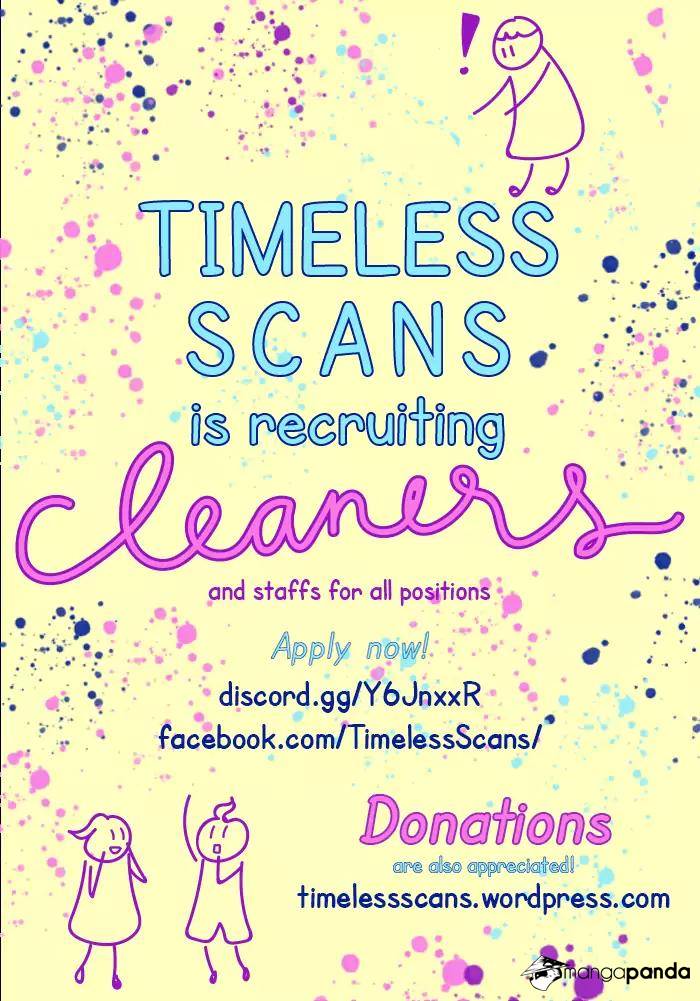 !
TIMELESS
SCANS
is recruiting
cleaners
and staffs for all positions
Apply now!
discord.gg/Y6JnxxR
facebook.com/TimelessScans/
Donations
are also appreciated!
timelessscans.wordpress.com
mangapanda